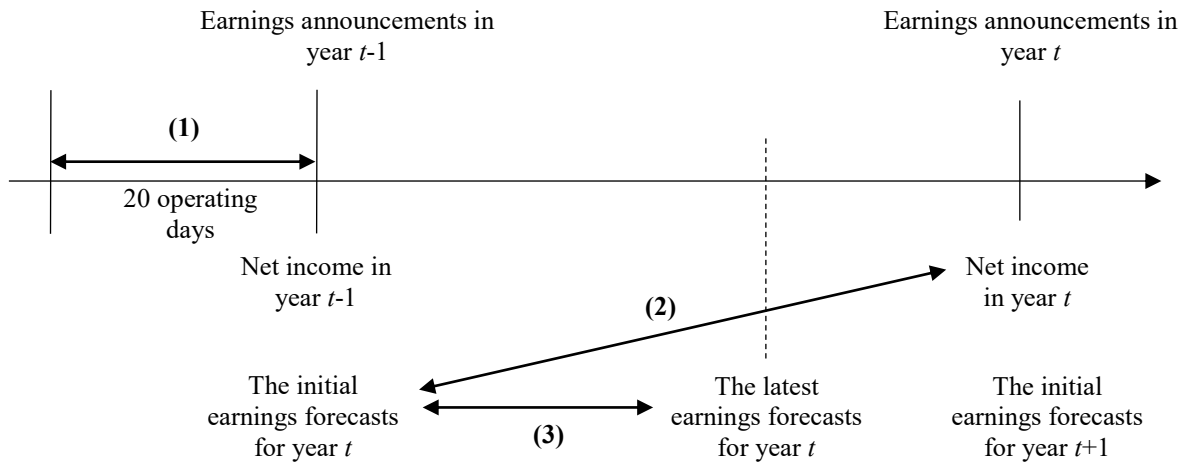 Earnings announcements in
year t-1
Earnings announcements in
year t
(1)
20 operating
days
Net income in
year t-1
Net income
in year t
(2)
The initial
earnings forecasts
for year t
(3)
The latest
earnings forecasts
for year t
The initial
earnings forecasts
for year t+1